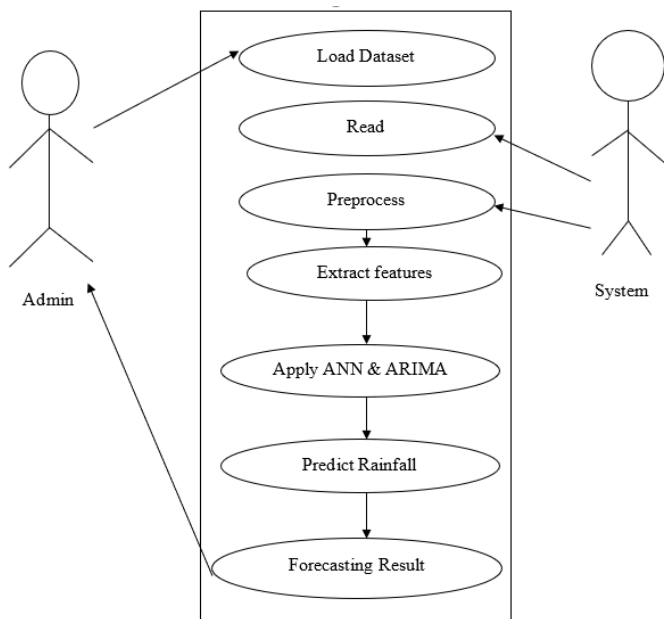 Load Dataset
Read
Preprocess
Extract features
Admin
System
Apply ANN & ARIMA
Predict Rainfall
Forecasting Result